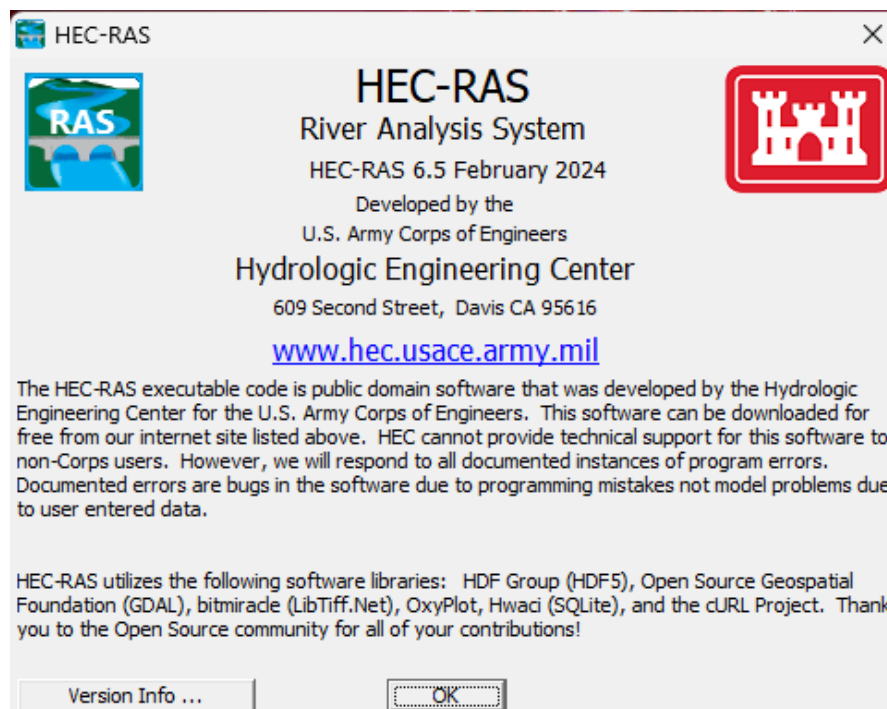 HEC-RAS
RAS
HEC-RAS
River Analysis System
HEC-RAS 6.5 February 2024
Developed by the
U.S. Army Corps of Engineers
Hydrologic Engineering Center
609 Second Street, Davis CA 95616
www.hec.usace.army.mil
The HEC-RAS executable code is public domain software that was developed by the Hydrologic
Engineering Center for the U.S. Army Corps of Engineers. This software can be downloaded for
free from our internet site listed above. HEC cannot provide technical support for this software to
non-Corps users. However, we will respond to all documented instances of program errors.
Documented errors are bugs in the software due to programming mistakes not model problems due
to user entered data.
HEC-RAS utilizes the following software libraries: HDF Group (HDF5), Open Source Geospatial
Foundation (GDAL), bitmiracle (LibTiff.Net), OxyPlot, Hwaci (SQLite), and the cURL Project. Thank
you to the Open Source community for all of your contributions!
Version Info ...
OK